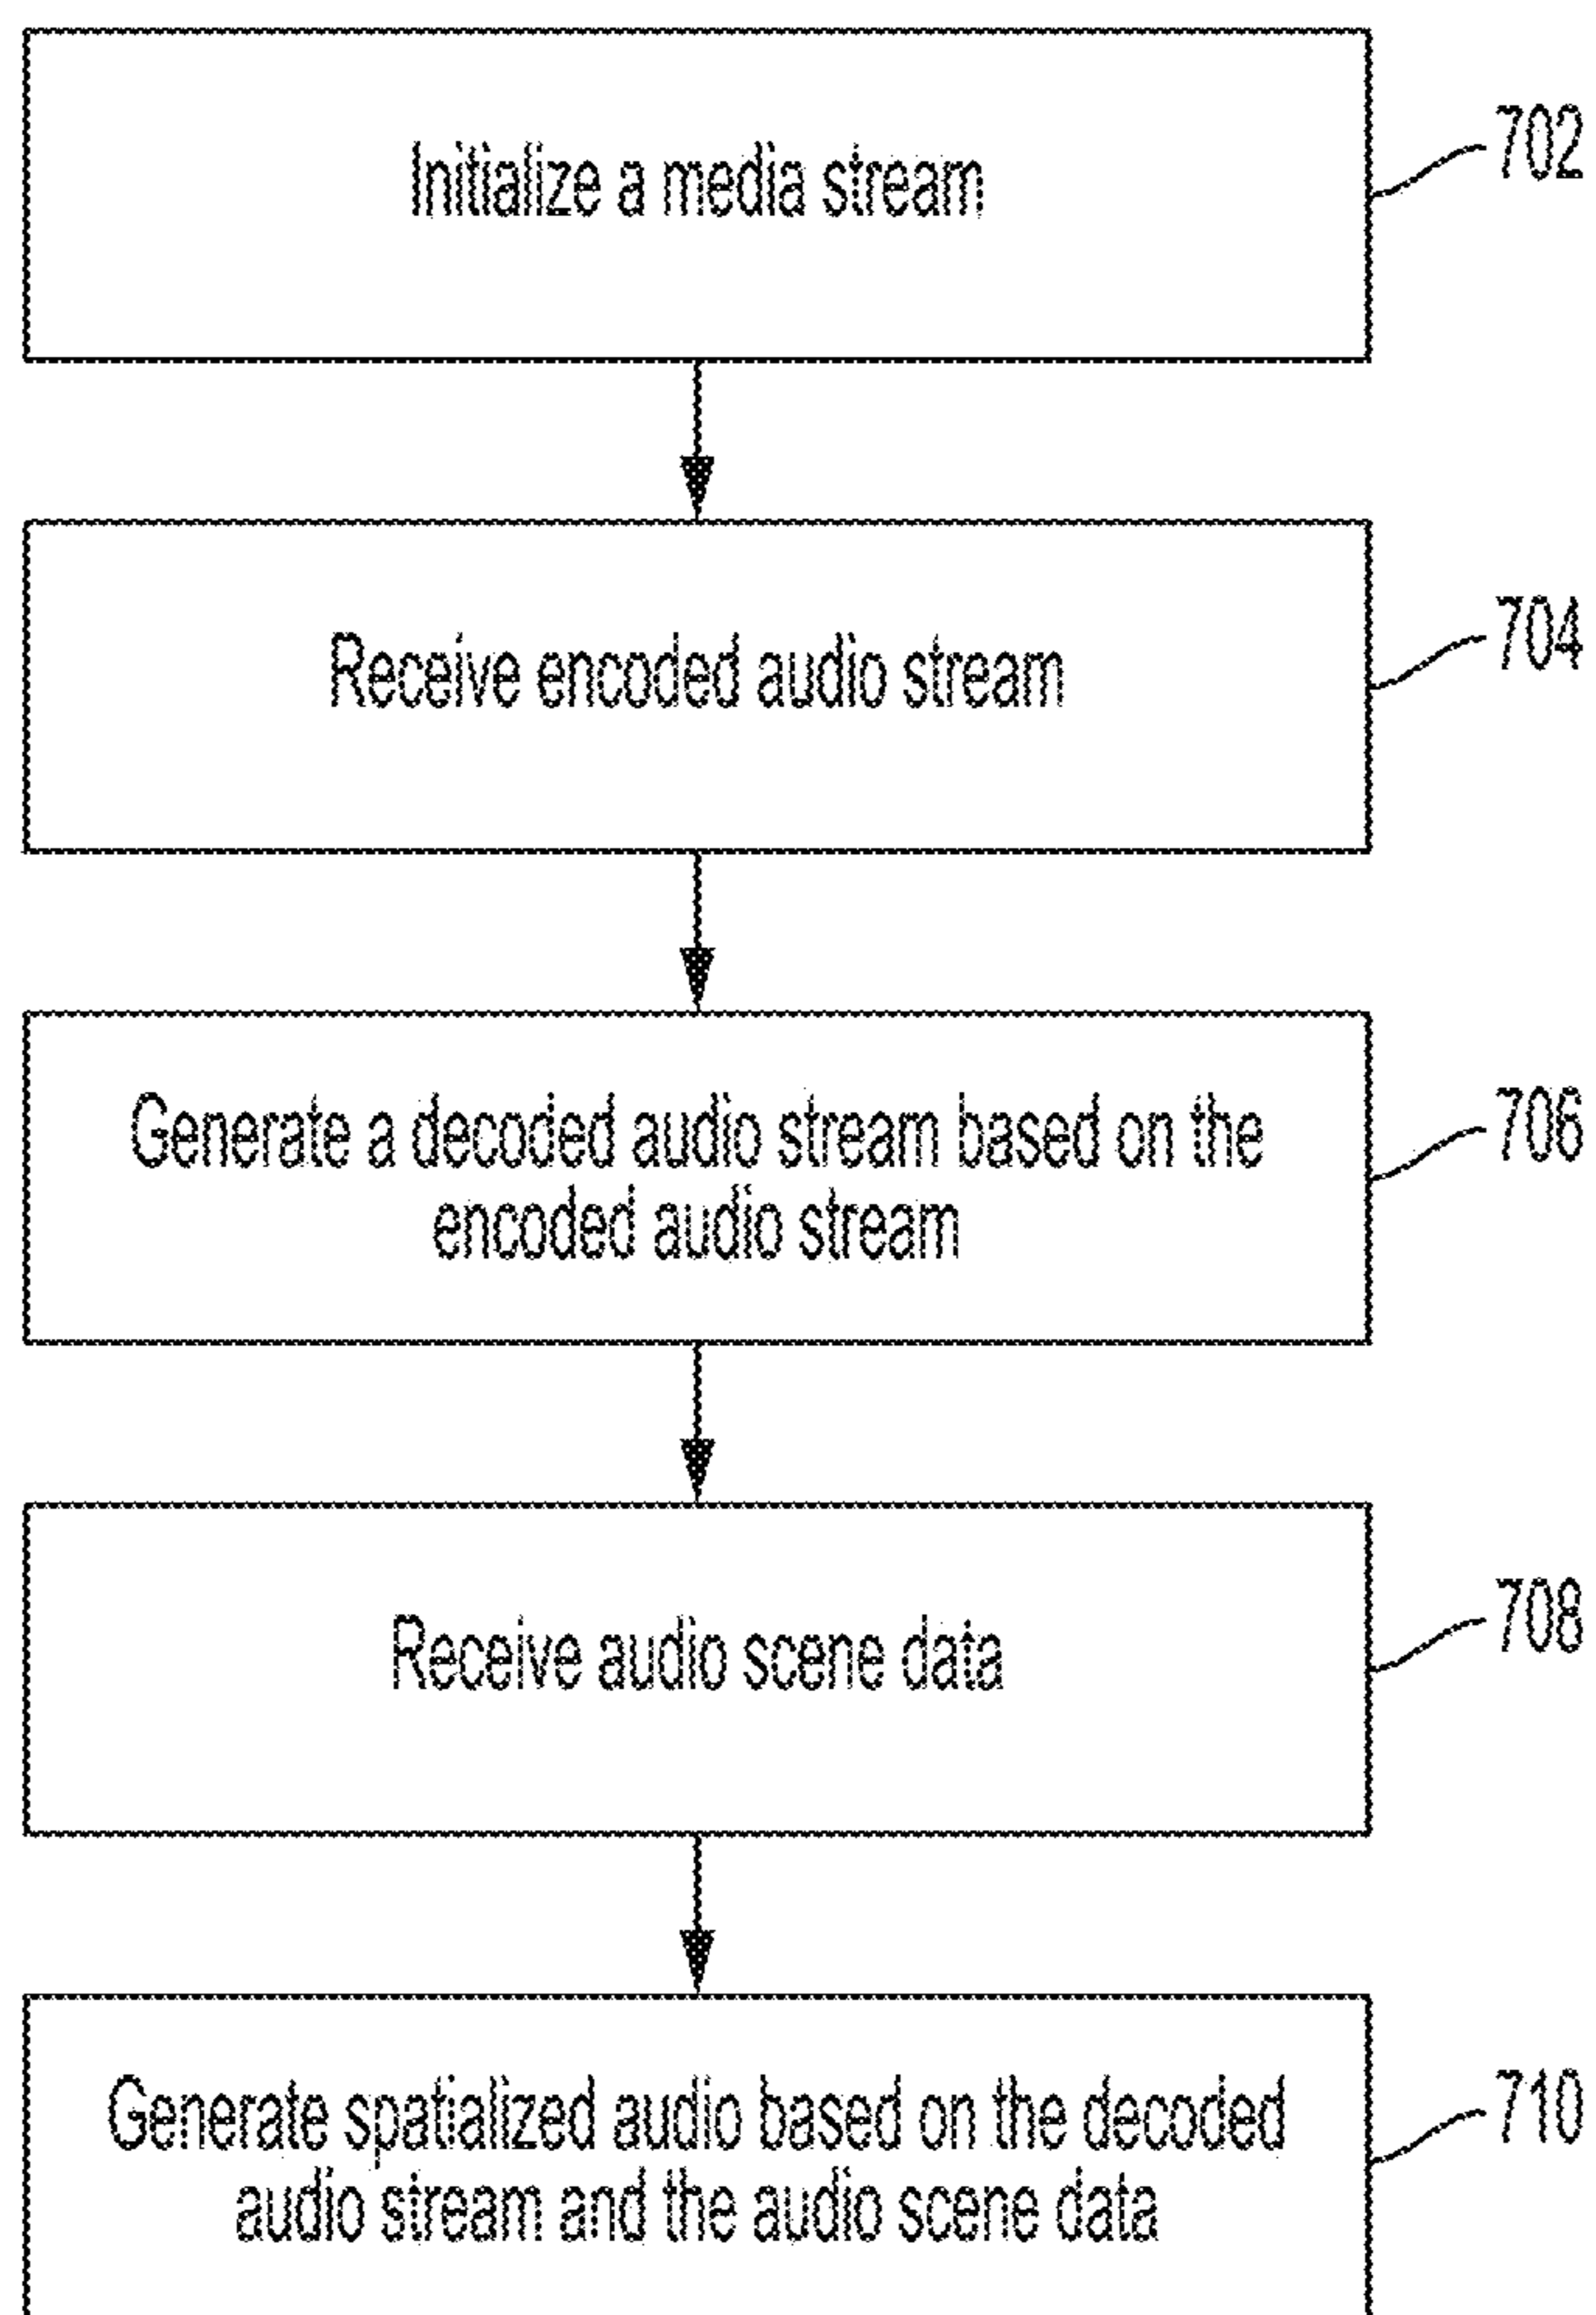 Initialize a media stream
702
Receive encoded audio stream
704
Generate a decoded audio stream based on the
encoded audio stream
706
Receive audio scene data
708
Generate spatialized audio based on the decoded
audio stream and the audio scene data
710